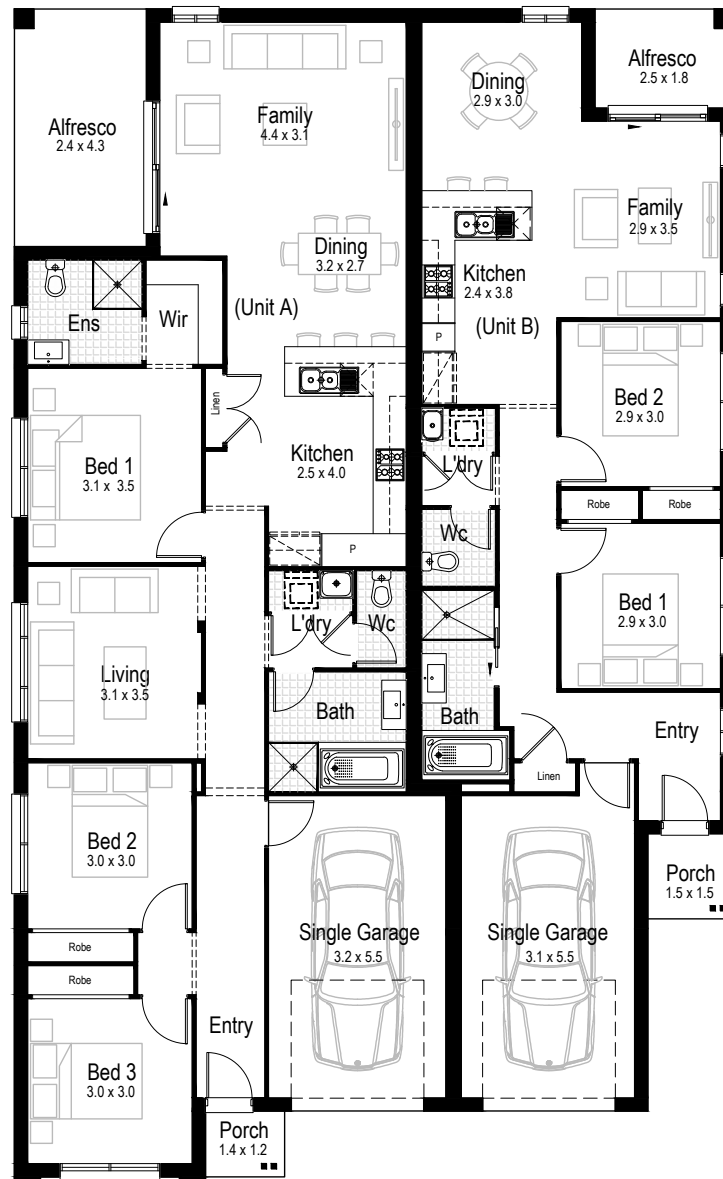 Alfresco
2.4 x 4.3
Family
4.4 x 3.1
Dining
3.2 x 2.7
(Unit A)
Ens
Wir
Linen
Bed 1
3.1 x 3.5
Kitchen
2.5 x 4.0
P
L'dry
Wc
Living
3.1 x 3.5
Bath
Bed 2
3.0 x 3.0
Robe
Robe
Bed 3
3.0 x 3.0
Entry
Single Garage
3.2 x 5.5
Porch
1.4 x 1.2
Dining
2.9 x 3.0
Alfresco
2.5 x 1.8
Family
2.9 x 3.5
Kitchen
2.4 x 3.8
(Unit B)
P
Bed 2
2.9 x 3.0
L'dry
Robe
Robe
Wc
Bed 1
2.9 x 3.0
Bath
Entry
Linen
Single Garage
3.1 x 5.5
Porch
1.5 x 1.5